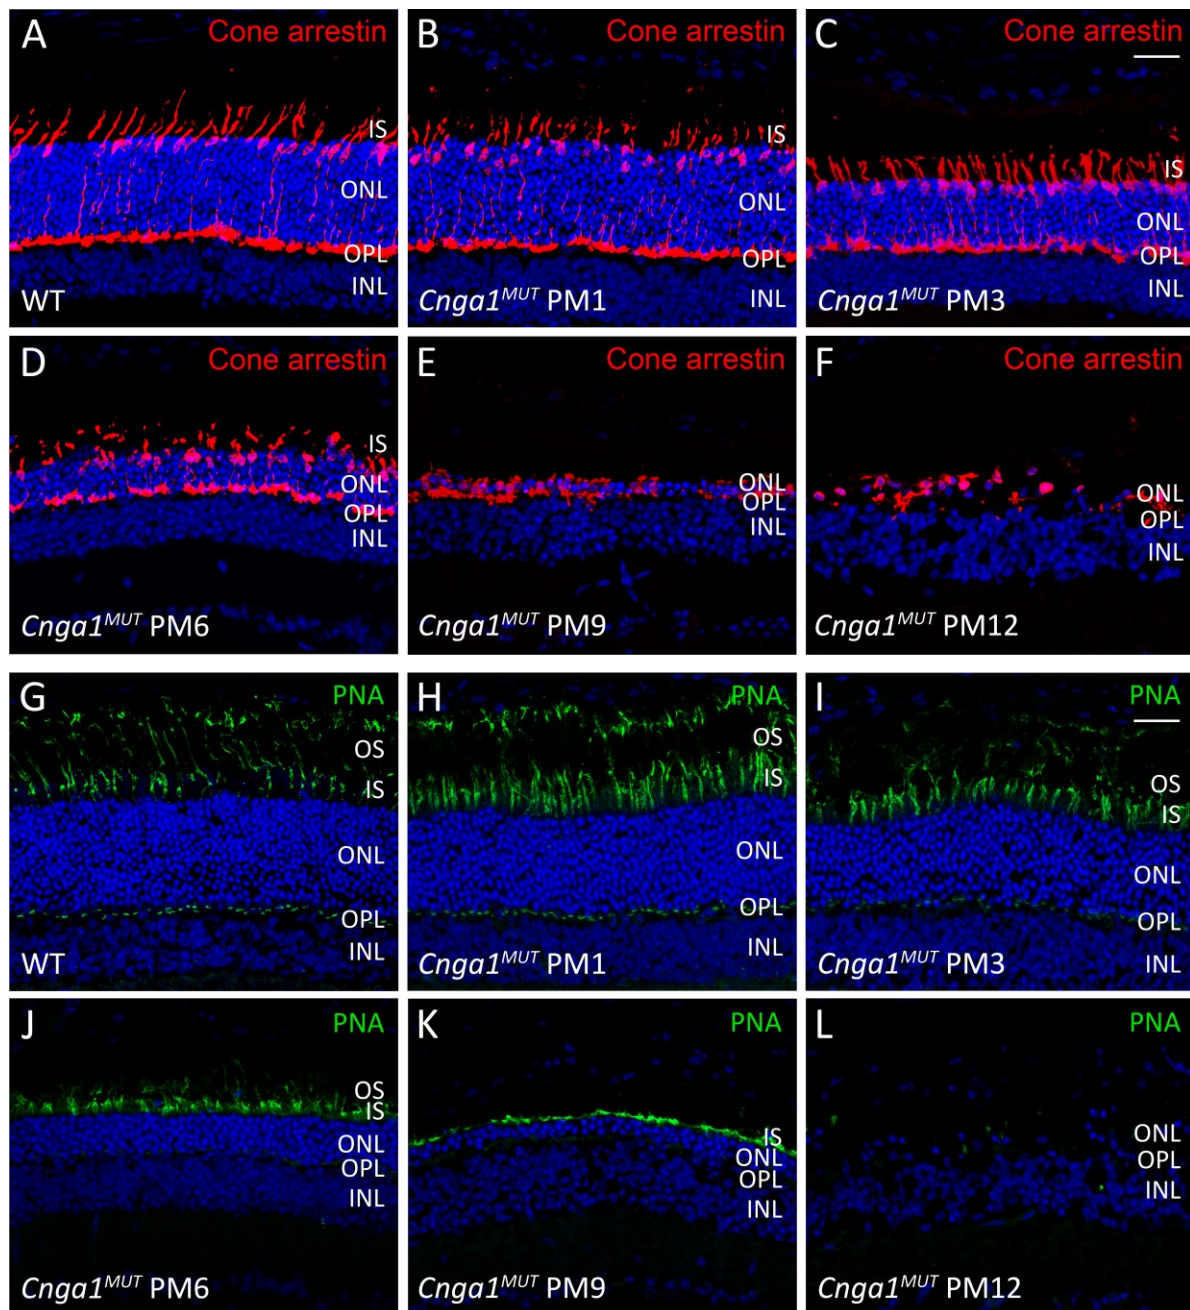 A
Cone arrestin
IS
ONL
OPL
INL
WT
B
Cone arrestin
IS
ONL
OPL
INL
Cnga1MUT PM1
C
Cone arrestin
IS
ONL
OPL
INL
Cnga1MUT PM3
D
Cone arrestin
IS
ONL
OPL
INL
Cnga1MUT PM6
E
Cone arrestin
ONL
OPL
INL
Cnga1MUT PM9
F
Cone arrestin
ONL
OPL
INL
Cnga1MUT PM12
G
PNA
OS
IS
ONL
OPL
INL
WT
H
PNA
OS
IS
ONL
OPL
INL
Cnga1MUT PM1
I
PNA
OS
IS
ONL
OPL
INL
Cnga1MUT PM3
J
PNA
OS
IS
ONL
OPL
INL
Cnga1MUT PM6
K
PNA
IS
ONL
OPL
INL
Cnga1MUT PM9
L
PNA
ONL
OPL
INL
Cnga1MUT PM12